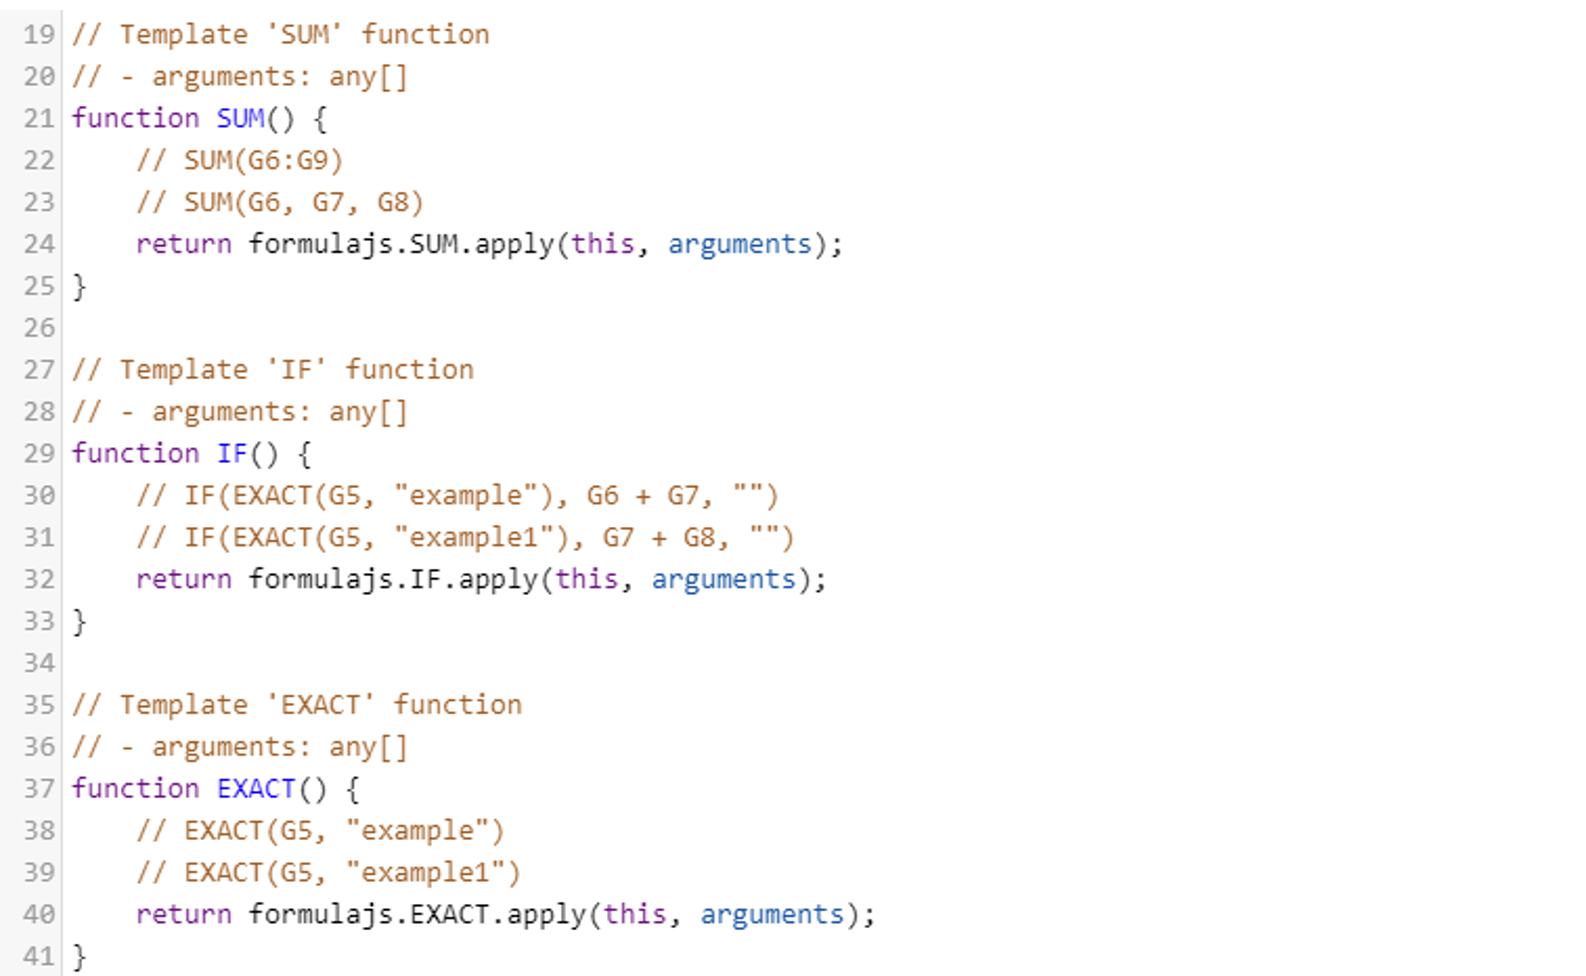 19 // Template 'SUM' function
20 // - arguments: any[]
21 function SUM() {
22     // SUM(G6:G9)
23     // SUM(G6, G7, G8)
24     return formulajs.SUM.apply(this, arguments);
25 }
26
27 // Template 'IF' function
28 // - arguments: any[]
29 function IF() {
30     // IF(EXACT(G5, "example"), G6 + G7, "")
31     // IF(EXACT(G5, "example1"), G7 + G8, "")
32     return formulajs.IF.apply(this, arguments);
33 }
34
35 // Template 'EXACT' function
36 // - arguments: any[]
37 function EXACT() {
38     // EXACT(G5, "example")
39     // EXACT(G5, "example1")
40     return formulajs.EXACT.apply(this, arguments);
41 }